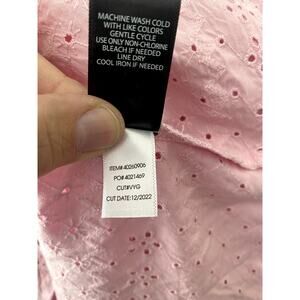 MACHINE WASH COLD
WITH LIKE COLORS
GENTLE CYCLE
USE ONLY NON-CHLORINE
BLEACH IF NEEDED
LINE DRY
COOL IRON IF NEEDED
ITEM# 40260906
PO# 4021469
CUT#VYG
CUT DATE: 12/2022